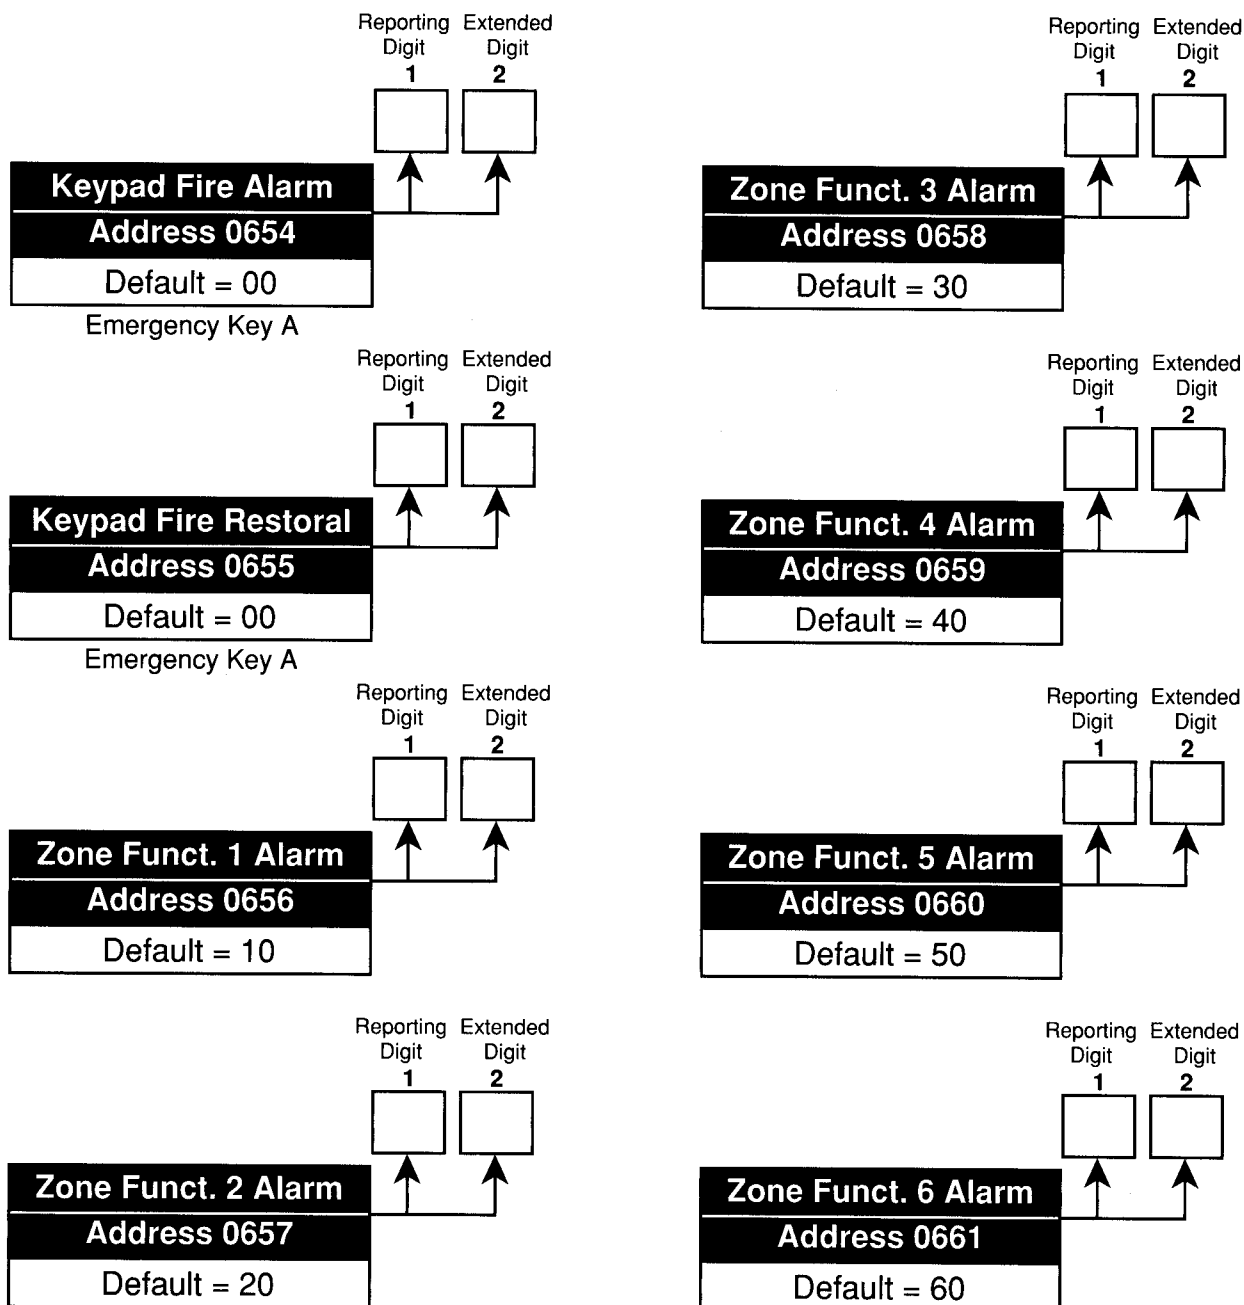 Reporting Extended
Digit Digit
1 2
Keypad Fire Alarm
Address 0654
Default = 00
Emergency Key A
Reporting Extended
Digit Digit
1 2
Keypad Fire Restoral
Address 0655
Default = 00
Emergency Key A
Reporting Extended
Digit Digit
1 2
Zone Funct. 1 Alarm
Address 0656
Default = 10
Reporting Extended
Digit Digit
1 2
Zone Funct. 2 Alarm
Address 0657
Default = 20
Reporting Extended
Digit Digit
1 2
Zone Funct. 3 Alarm
Address 0658
Default = 30
Reporting Extended
Digit Digit
1 2
Zone Funct. 4 Alarm
Address 0659
Default = 40
Reporting Extended
Digit Digit
1 2
Zone Funct. 5 Alarm
Address 0660
Default = 50
Reporting Extended
Digit Digit
1 2
Zone Funct. 6 Alarm
Address 0661
Default = 60